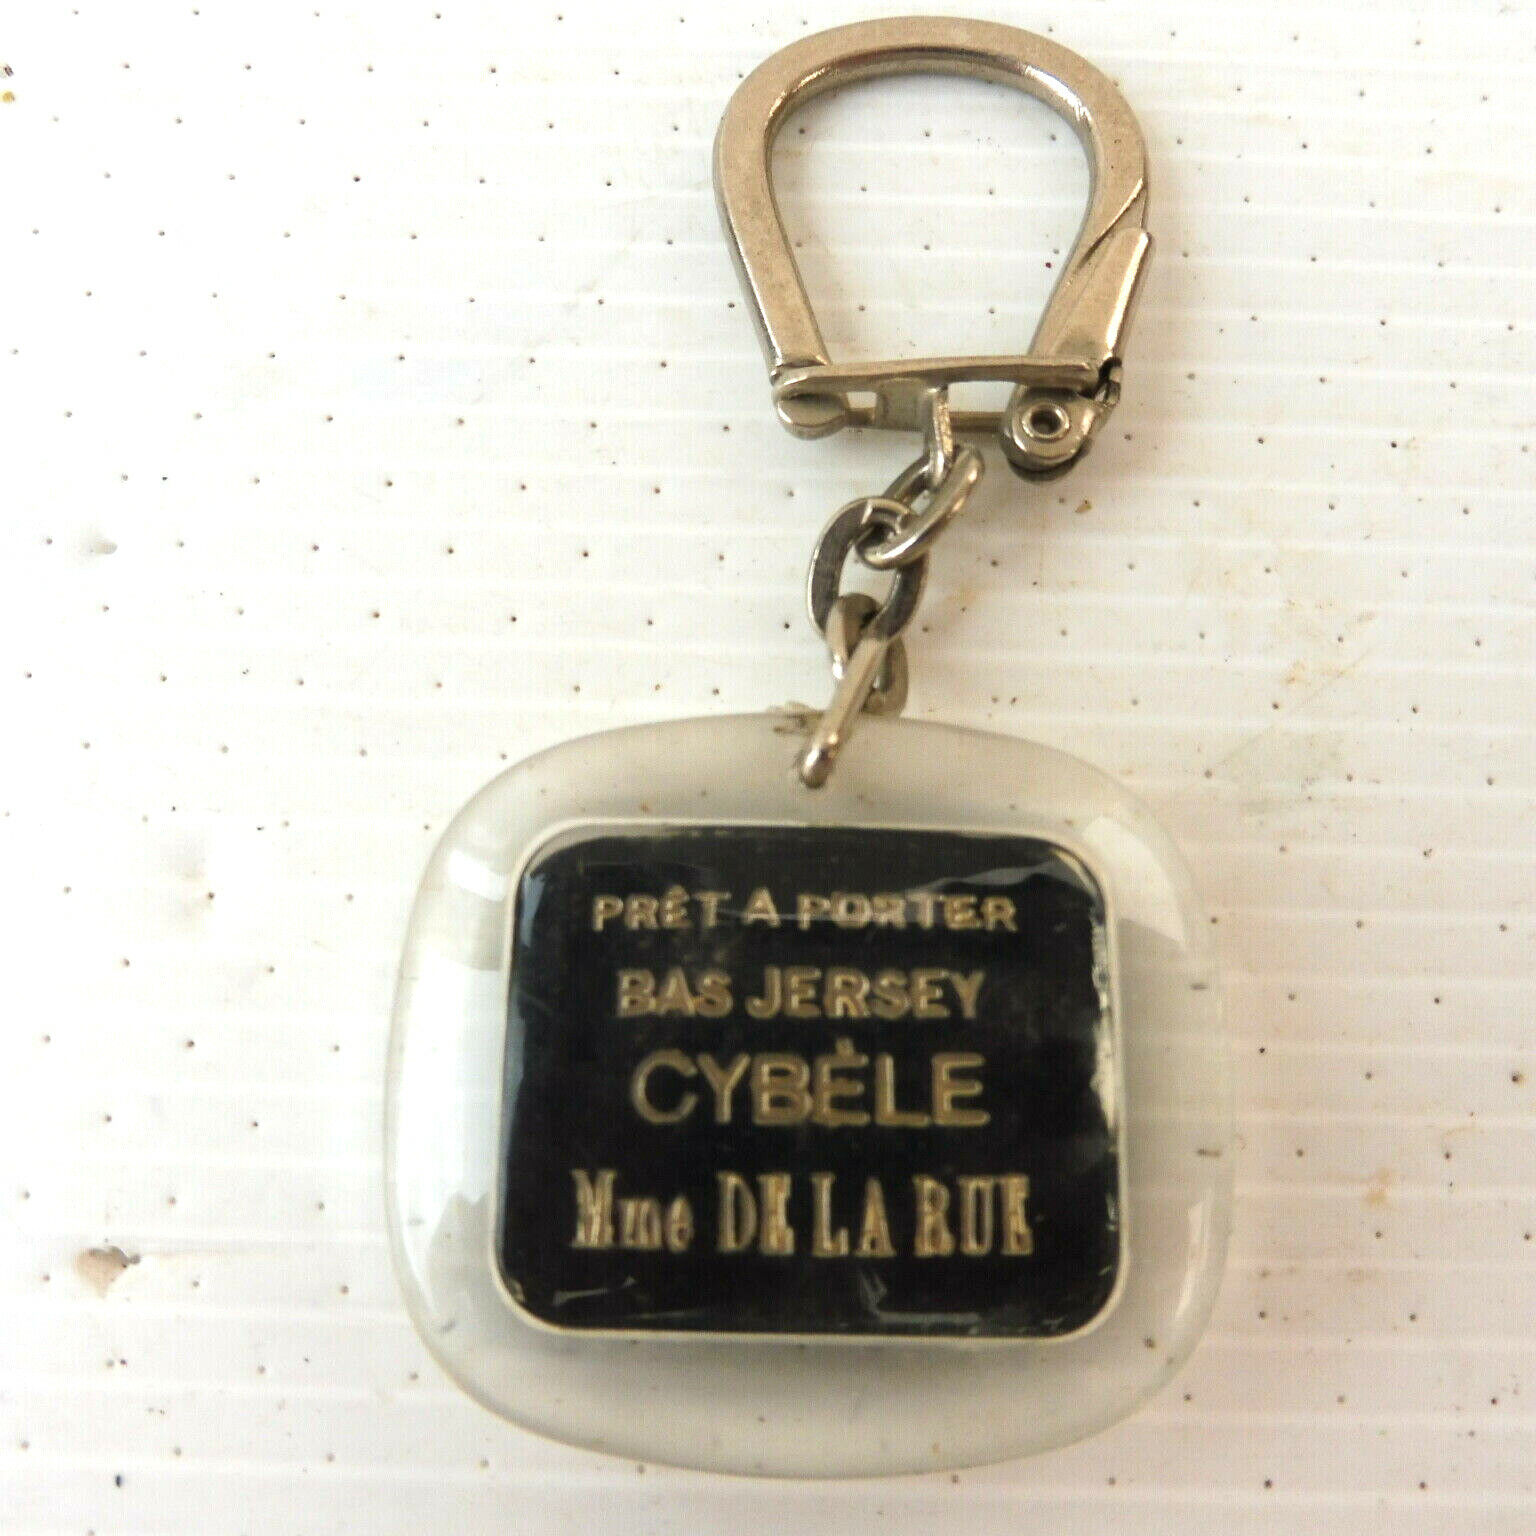 PRÊT A PORTER
BAS JERSEY
CYBÈLE
Mme DE LA RUE